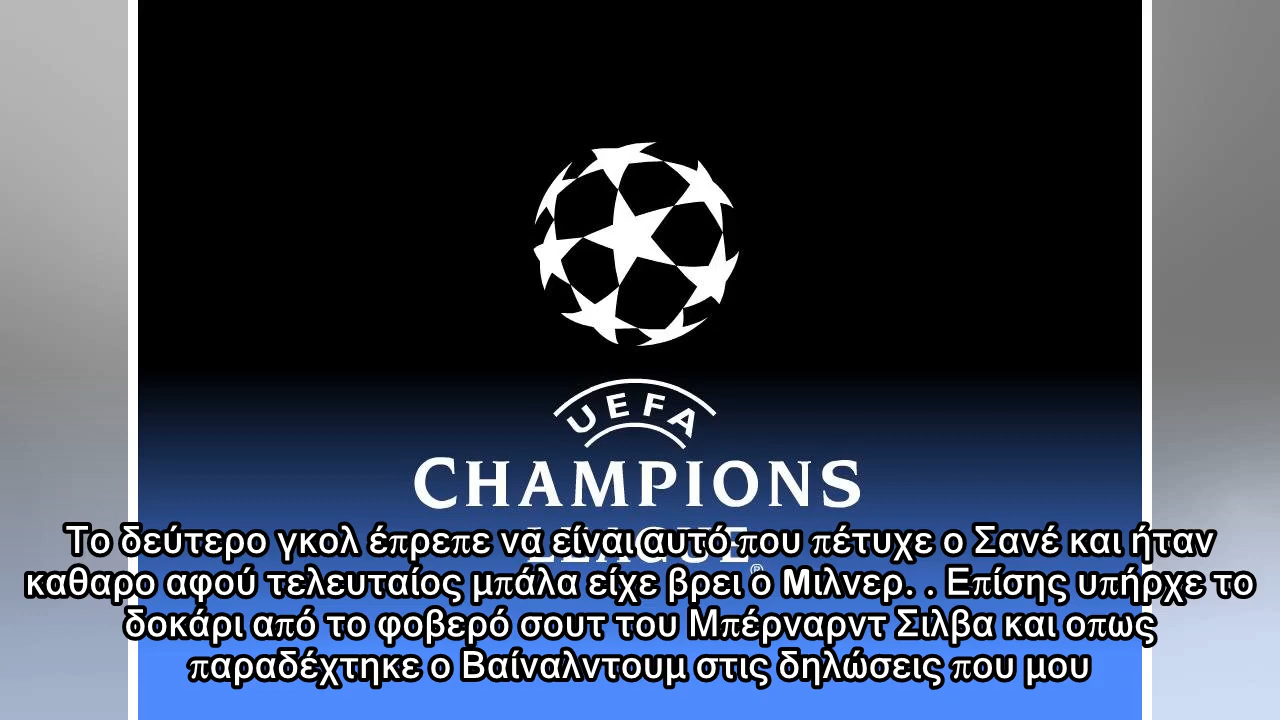 UEFA
CHAMPIONS
LEAGUE®
Το δεύτερο γκολ έπρεπε να είναι αυτό που πέτυχε ο Σανέ και ήταν
καθαρο αφού τελευταίος μπάλα είχε βρει ο Μιλνερ. . Επίσης υπήρχε το
δοκάρι από το φοβερό σουτ του Μπέρναρντ Σιλβα και οπως
παραδέχτηκε ο Βαίναλντουμ στις δηλώσεις που μου